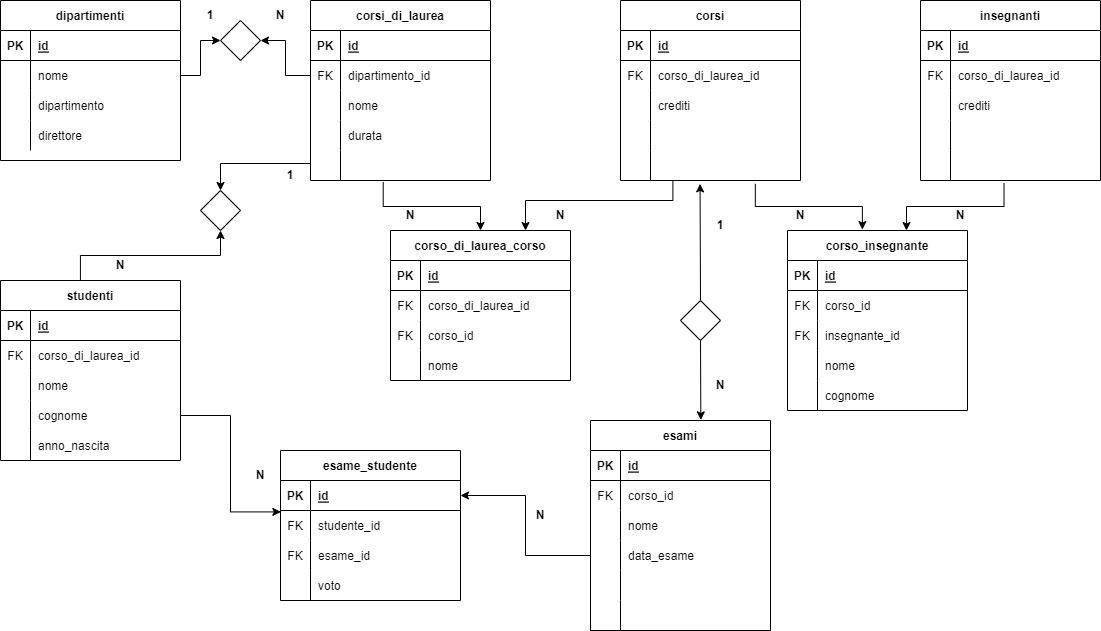 dipartimenti
PK id
nome
dipartimento
direttore
1
N
corsi_di_laurea
PK id
FK dipartimento_id
nome
durata
corsi
PK id
FK corso_di_laurea_id
crediti
insegnanti
PK id
FK corso_di_laurea_id
crediti
1
N
N
N
1
N
N
N
corso_di_laurea_corso
PK id
FK corso_di_laurea_id
FK corso_id
nome
corso_insegnante
PK id
FK corso_id
FK insegnante_id
nome
cognome
studenti
PK id
FK corso_di_laurea_id
nome
cognome
anno_nascita
N
N
esame_studente
PK id
FK studente_id
FK esame_id
voto
N
esami
PK id
FK corso_id
nome
data_esame